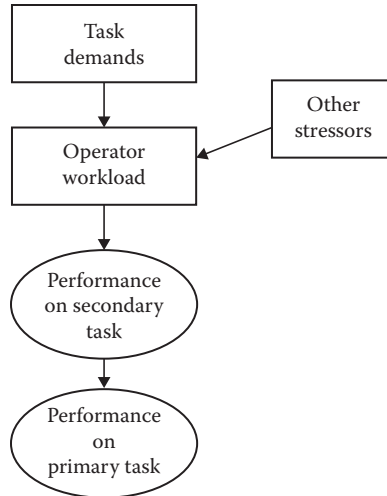 Task
demands
Other
stressors
Operator
workload
Performance
on secondary
task
Performance
on
primary task